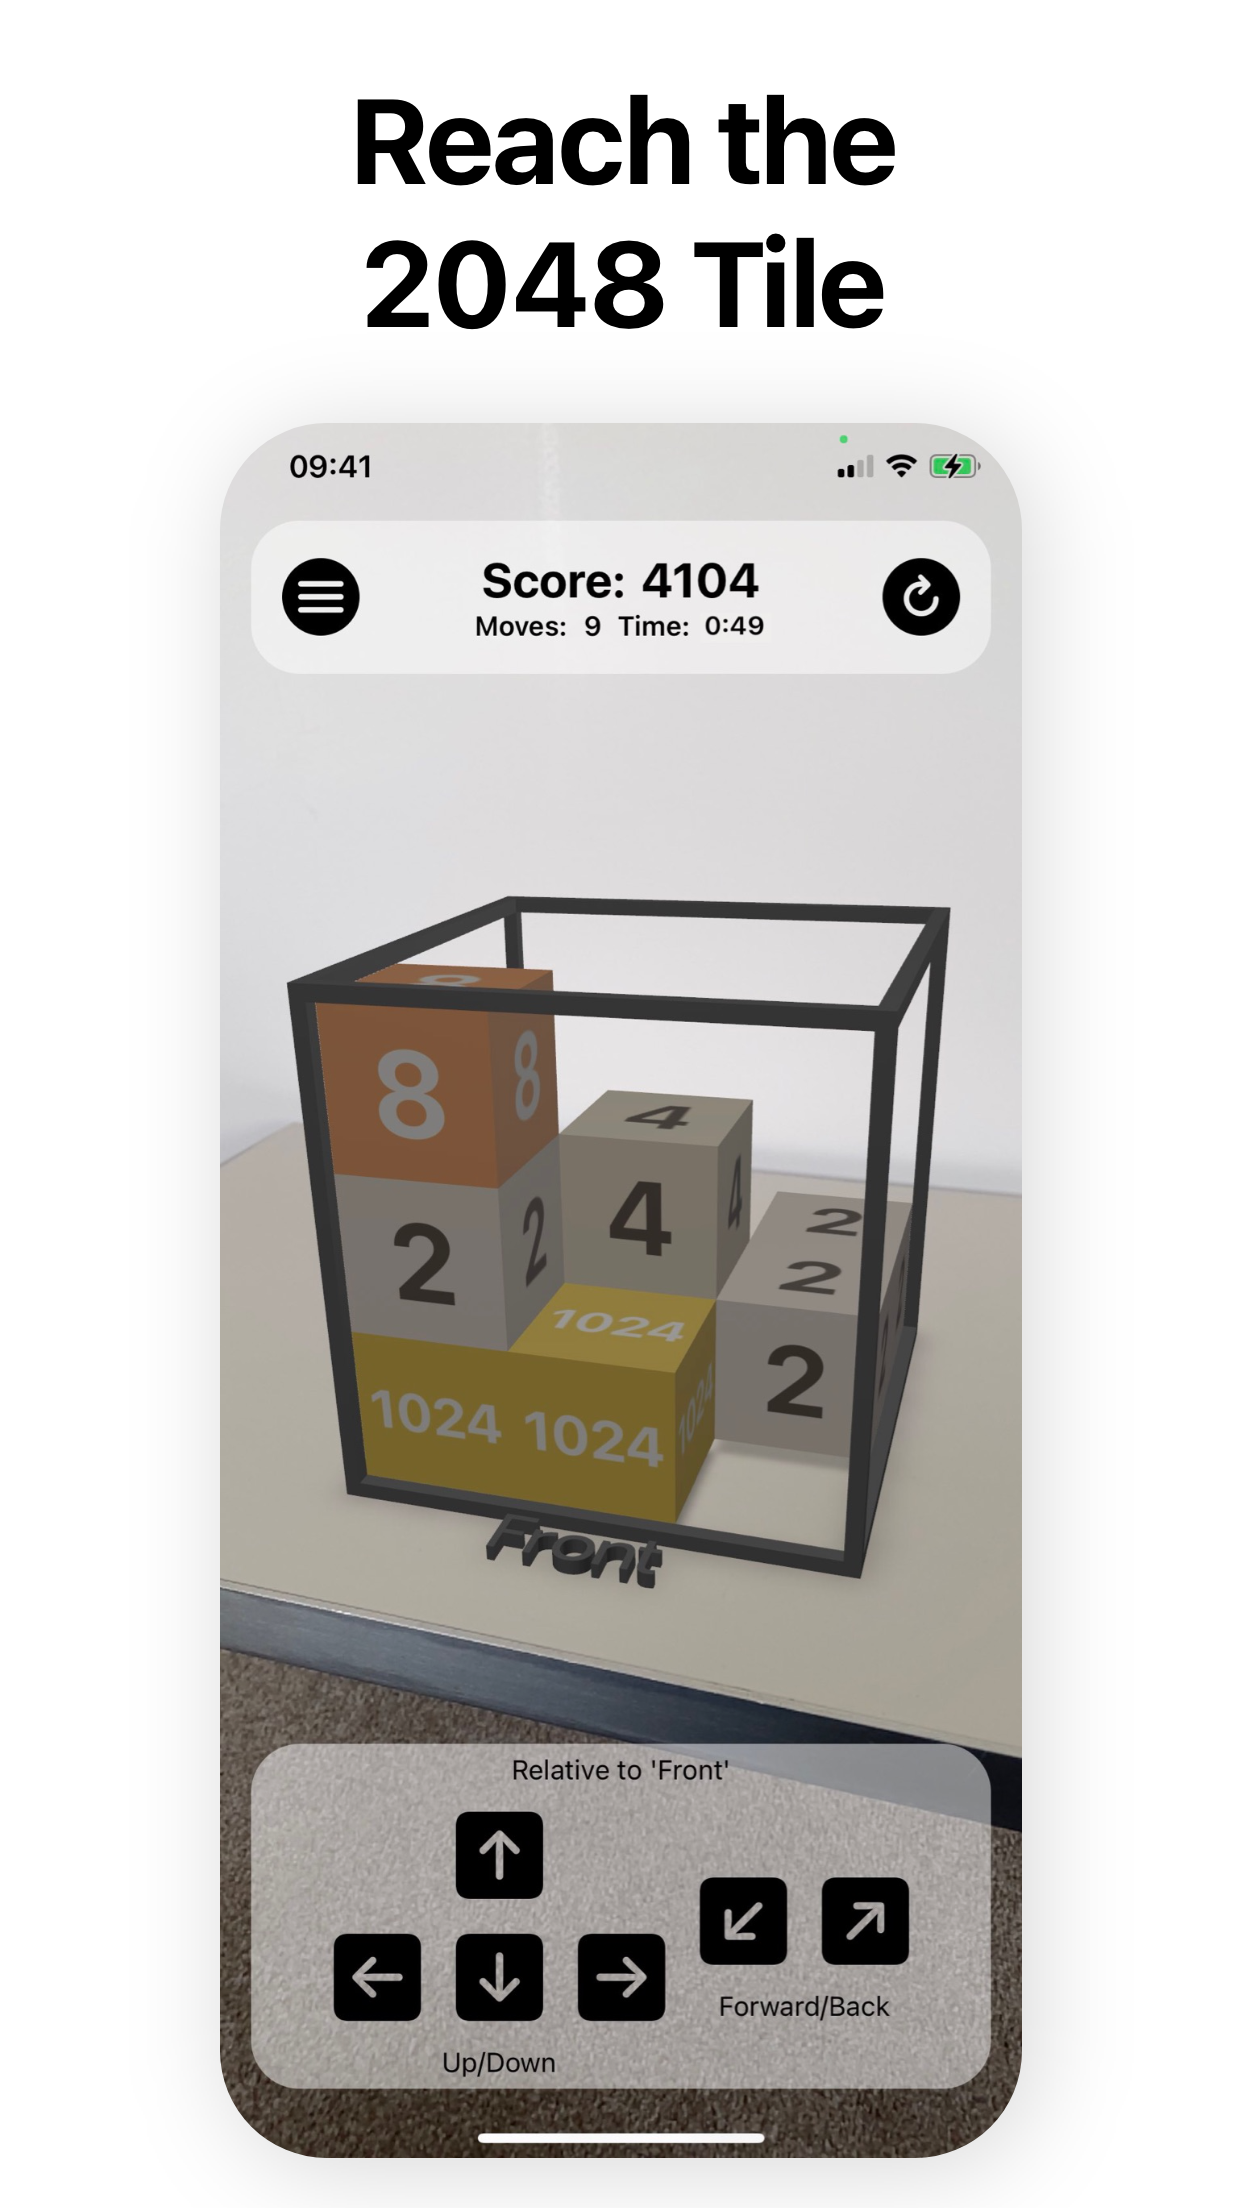 Reach the
2048 Tile
09:41
Score: 4104
Moves: 9 Time: 0:49
8
8 8
4
2 2 4 4
2
2
1024
2
1024 1024 1024
Front
Relative to 'Front'
Forward/Back
Up/Down